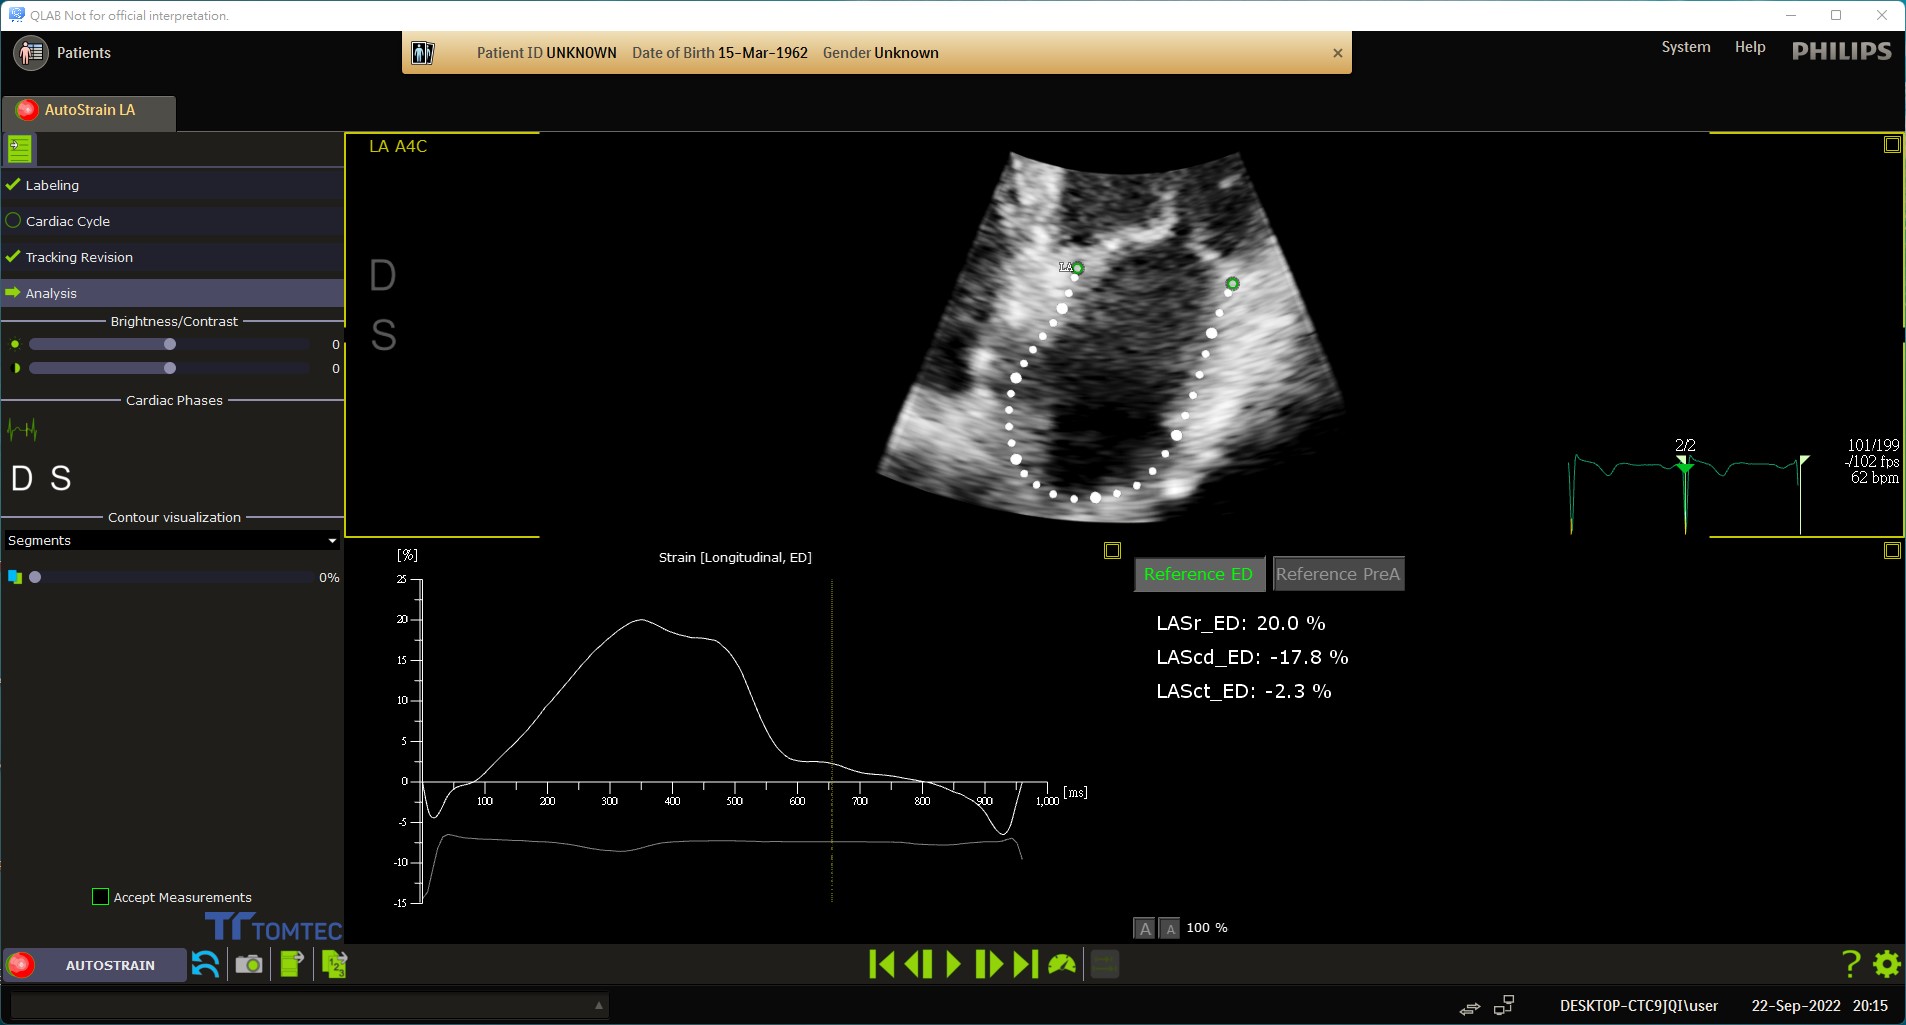 QLAB Not for official interpretation.
Patients
Patient ID UNKNOWN Date of Birth 15-Mar-1962 Gender Unknown
System Help PHILIPS
AutoStrain LA
Labeling
Cardiac Cycle
Tracking Revision
Analysis
Brightness/Contrast
0
0
Cardiac Phases
D S
Contour visualization
Segments
0%
Accept Measurements
TOMTEC
LA A4C
D
S
LA
2/2
101/199
-/102 fps
62 bpm
[%]
Strain [Longitudinal, ED]
25
20
15
10
5
0
-5
-10
-15
100 200 300 400 500 600 700 800 900 1,000 [ms]
Reference ED Reference PreA
LASr_ED: 20.0 %
LAScd_ED: -17.8 %
LASct_ED: -2.3 %
A A 100 %
AUTOSTRAIN
1 2 3
?
DESKTOP-CTC9JQI\user 22-Sep-2022 20:15